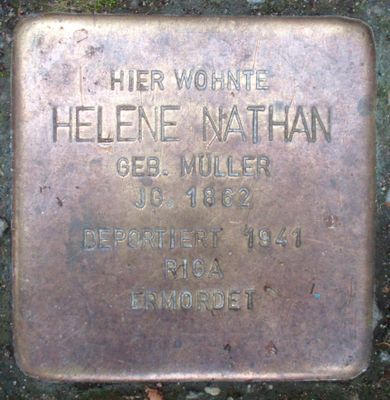 HIER WOHNTE
HELENE NATHAN
GEB. MÜLLER
JG. 1862
DEPORTIERT 1941
RIGA
ERMORDET